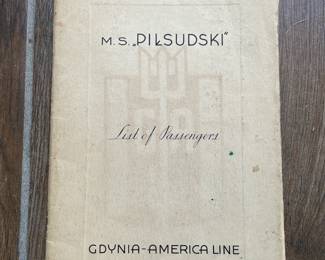 M.S. „PIŁSUDSKI"
List of Passengers
GDYNIA-AMERICA LINE